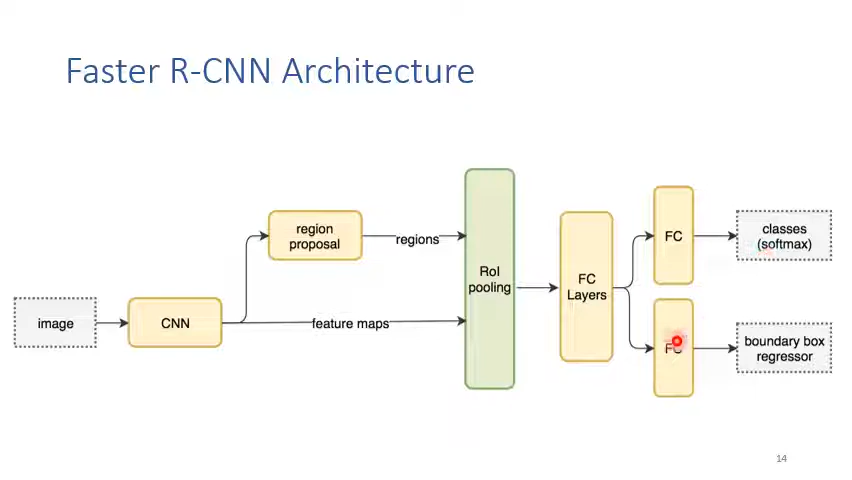 Faster R-CNN Architecture
image
CNN
region
proposal
regions
feature maps
RoI
pooling
FC
Layers
FC
classes
(softmax)
FC
boundary box
regressor
14